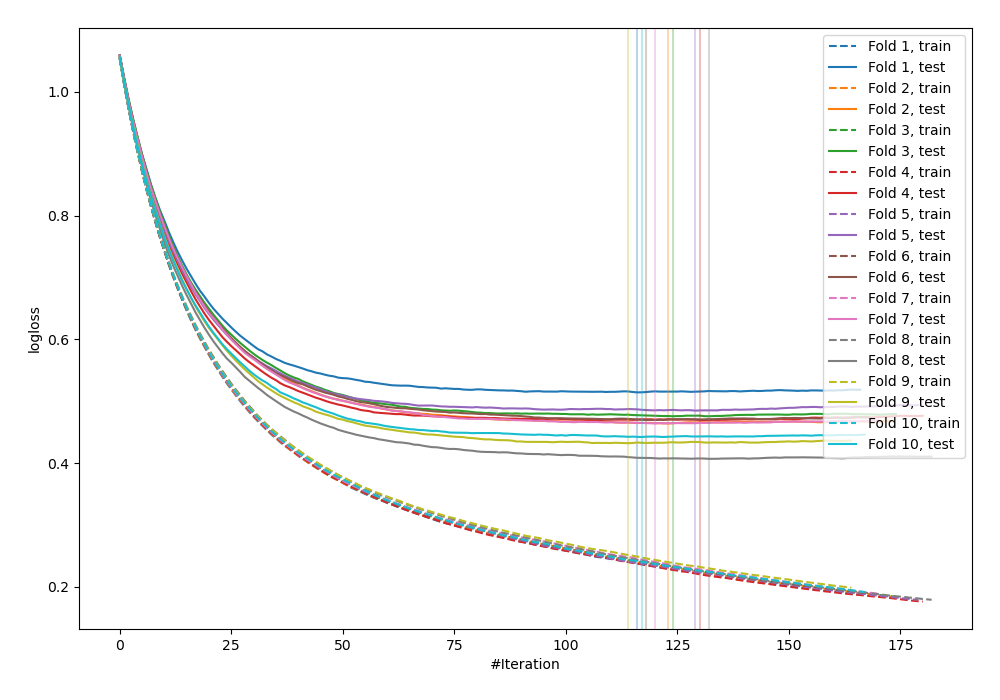 1.0
0.8
0.6
0.4
0.2
logloss
0
25
50
75
100
125
150
175
#Iteration
Fold 1, train
Fold 1, test
Fold 2, train
Fold 2, test
Fold 3, train
Fold 3, test
Fold 4, train
Fold 4, test
Fold 5, train
Fold 5, test
Fold 6, train
Fold 6, test
Fold 7, train
Fold 7, test
Fold 8, train
Fold 8, test
Fold 9, train
Fold 9, test
Fold 10, train
Fold 10, test